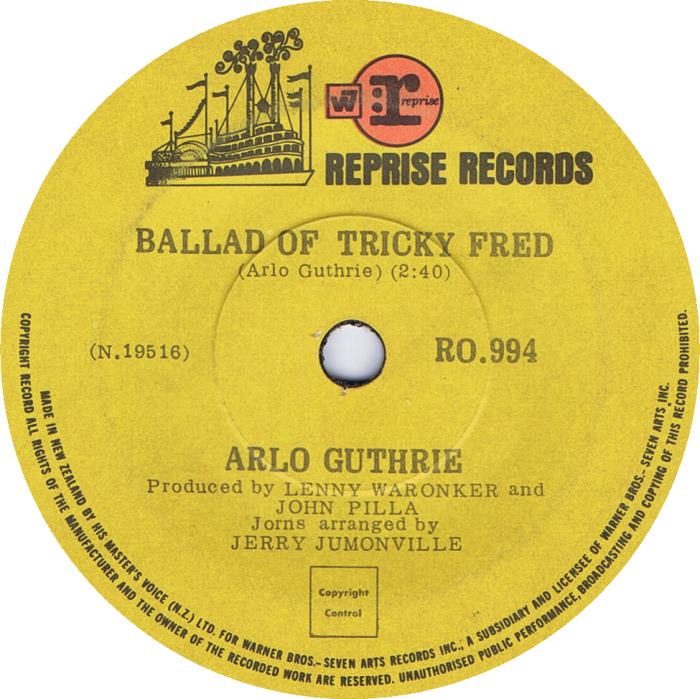 W7 r reprise
REPRISE RECORDS
BALLAD OF TRICKY FRED
(Arlo Guthrie) (2:40)
(N.19516)
RO.994
ARLO GUTHRIE
Produced by LENNY WARONKER and
JOHN PILLA
Jorns arranged by
JERRY JUMONVILLE
Copyright
Control
MADE IN NEW ZEALAND BY HIS MASTER'S VOICE (N.Z.) LTD. FOR WARNER BROS.- SEVEN ARTS RECORDS INC., A SUBSIDIARY AND LICENSEE OF WARNER BROS.- SEVEN ARTS INC.
COPYRIGHT RECORD ALL RIGHTS OF THE MANUFACTURER AND THE OWNER OF THE RECORDED WORK ARE RESERVED. UNAUTHORISED PUBLIC PERFORMANCE, BROADCASTING AND COPYING OF THIS RECORD PROHIBITED.